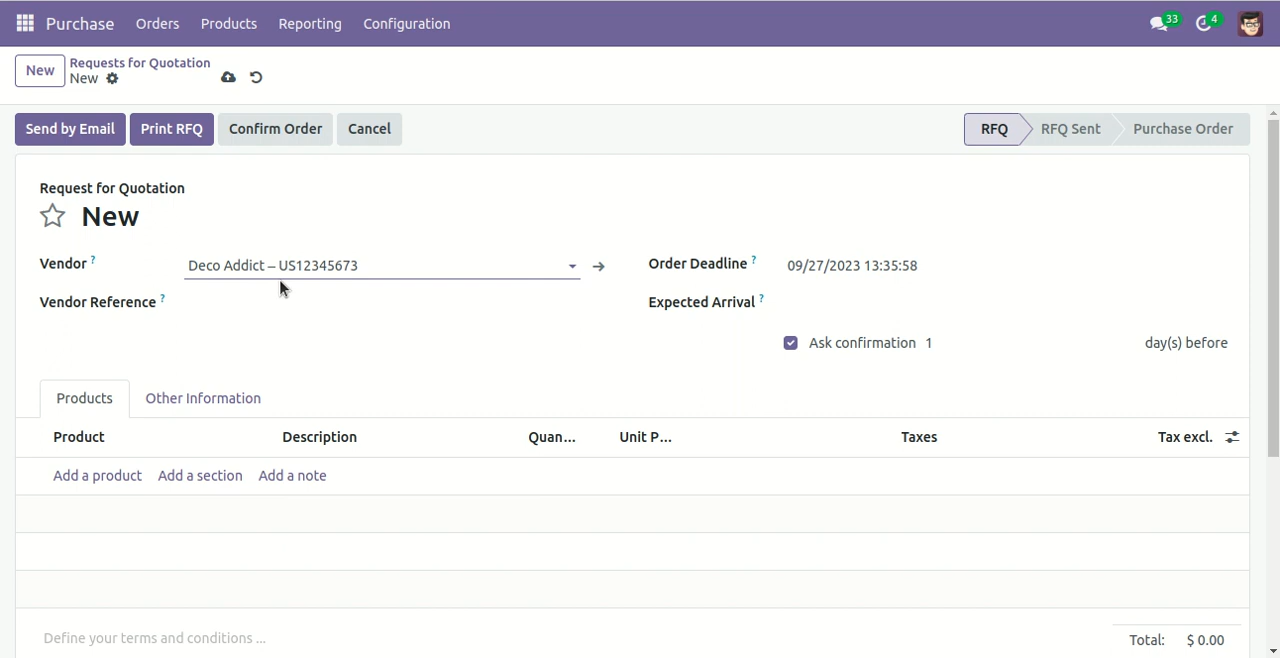 Purchase Orders Products Reporting Configuration 33 4
New Requests for Quotation
New
Send by Email Print RFQ Confirm Order Cancel RFQ RFQ Sent Purchase Order
Request for Quotation
New
Vendor ? Deco Addict – US12345673 Order Deadline ? 09/27/2023 13:35:58
Vendor Reference ? Expected Arrival ?
Ask confirmation 1 day(s) before
Products Other Information
Product Description Quan... Unit P... Taxes Tax excl.
Add a product Add a section Add a note
Define your terms and conditions ... Total: $ 0.00